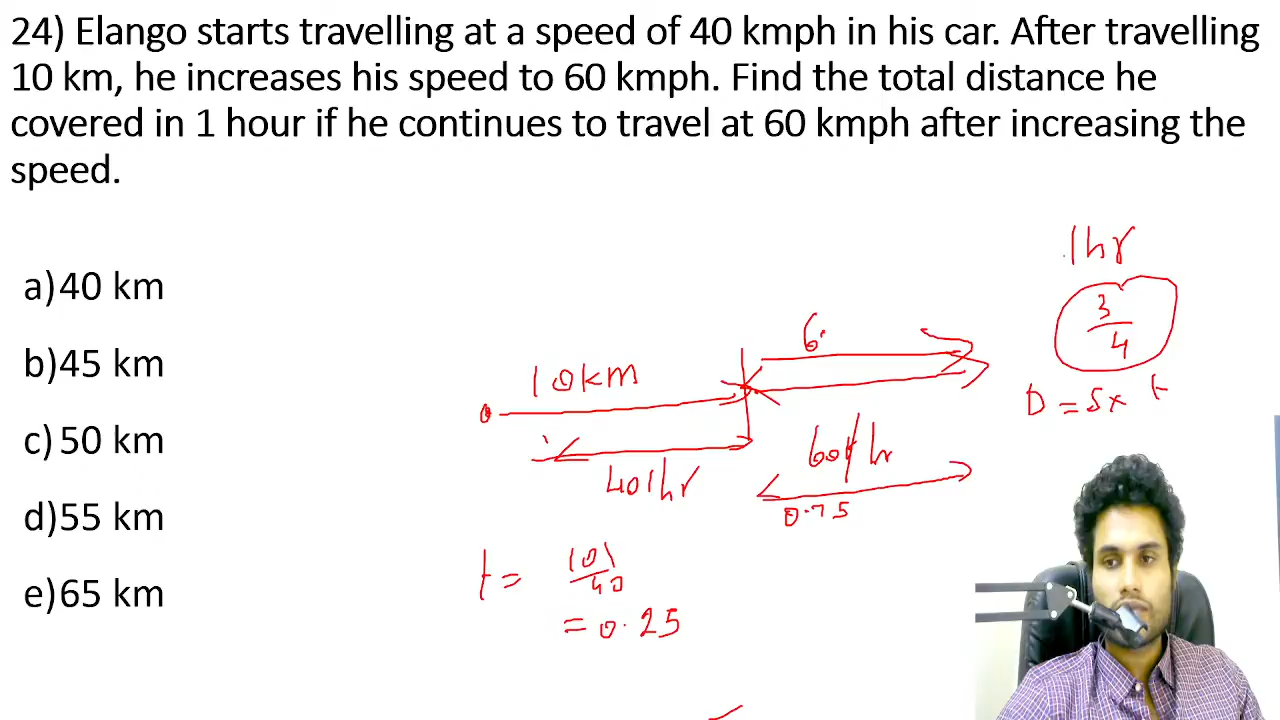 24) Elango starts travelling at a speed of 40 kmph in his car. After travelling
10 km, he increases his speed to 60 kmph. Find the total distance he
covered in 1 hour if he continues to travel at 60 kmph after increasing the
speed.
1hr
a)40 km
3
4
6
10km
b)45 km
D = S x t
c)50 km
60 / hr
40 / hr
0.75
d)55 km
t = 10
40
e)65 km
= 0.25